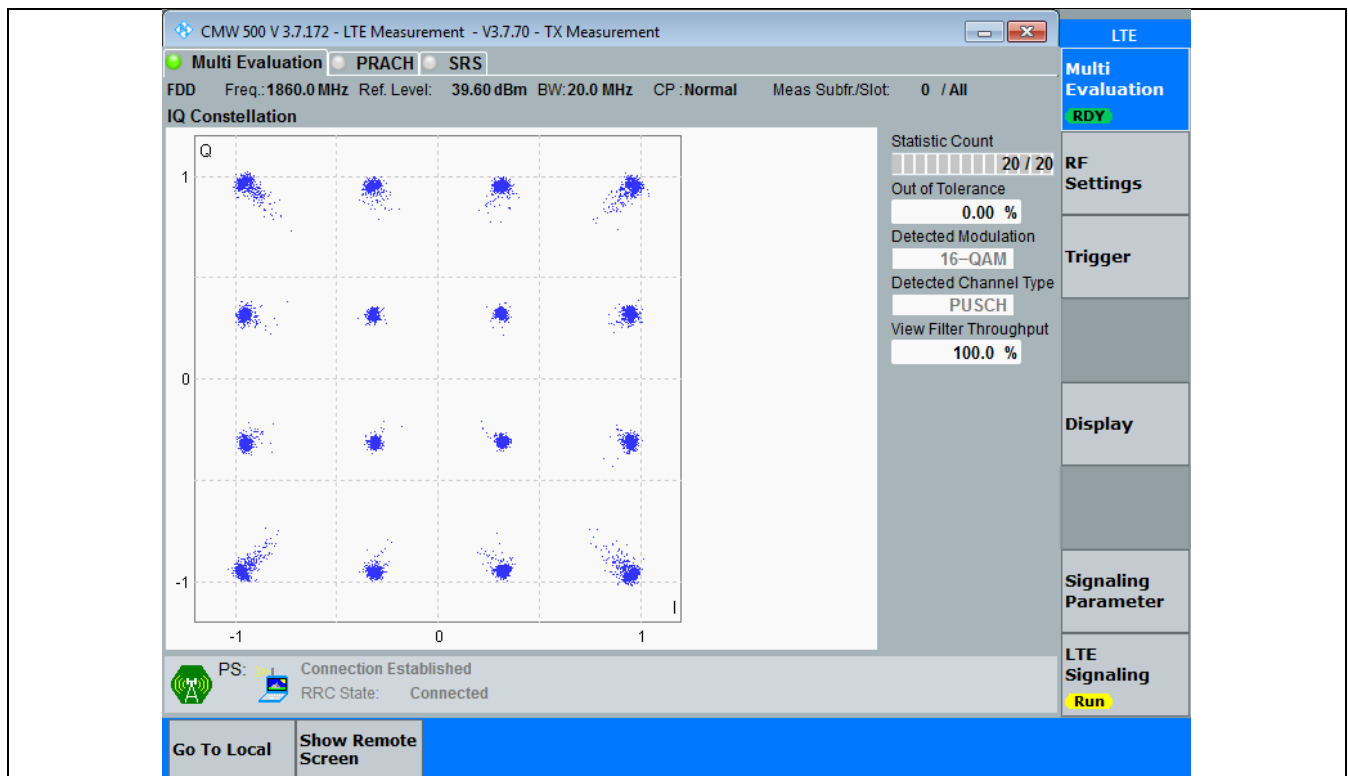 CMW 500 V 3.7.172 - LTE Measurement - V3.7.70 - TX Measurement
LTE
Multi Evaluation PRACH SRS
FDD Freq.: 1860.0 MHz Ref. Level: 39.60 dBm BW: 20.0 MHz CP : Normal Meas Subfr./Slot: 0 / All
IQ Constellation
Q
1
0
-1
I
-1 0 1
Statistic Count
20 / 20
Out of Tolerance
0.00 %
Detected Modulation
16-QAM
Detected Channel Type
PUSCH
View Filter Throughput
100.0 %
Multi
Evaluation
RDY
RF
Settings
Trigger
Display
Signaling
Parameter
LTE
Signaling
Run
PS: Connection Established
RRC State: Connected
Go To Local
Show Remote
Screen